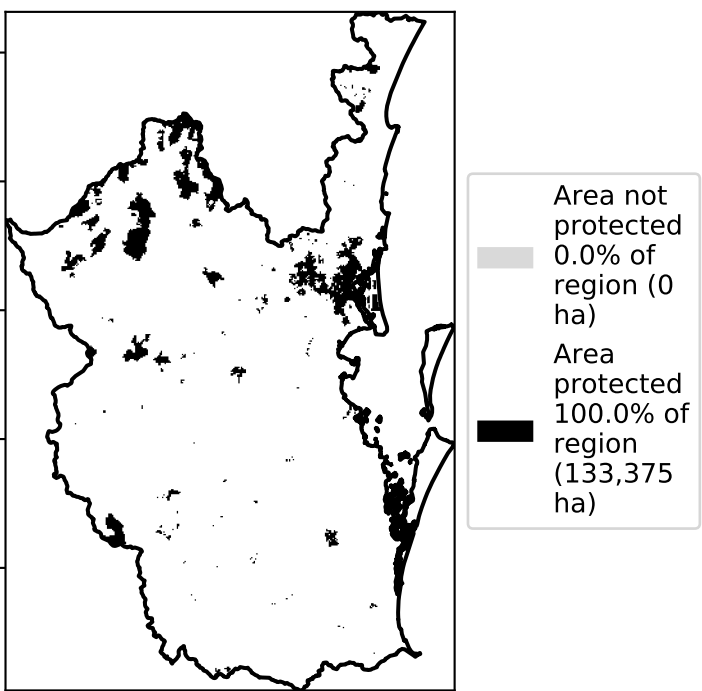 Area not
protected
0.0% of
region (0
ha)
Area
protected
100.0% of
region
(133,375
ha)